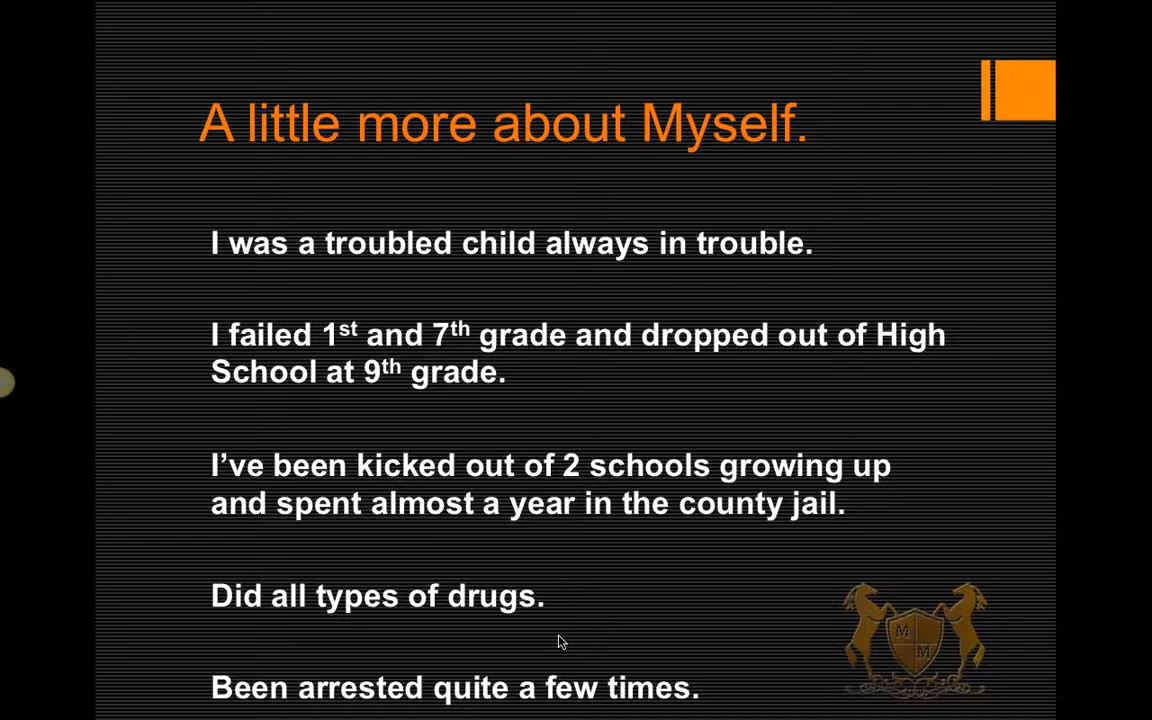 A little more about Myself.
I was a troubled child always in trouble.
I failed 1st and 7th grade and dropped out of High
School at 9th grade.
I’ve been kicked out of 2 schools growing up
and spent almost a year in the county jail.
Did all types of drugs.
Been arrested quite a few times.
M
M